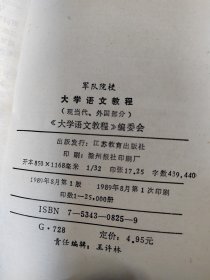 军队院校
大学语文教程
（现当代、外国部分）
《大学语文教程》编委会
出版发行：江苏教育出版社
印 刷：滁州报社印刷厂
开本850×1168毫米 1/32 印张17.25 字数439,440
1989年8月第1版 1989年8月第1次印刷
印数1—25,000册
ISBN 7-5343-0825-9
G·728 定价：4.95元
责任编辑：王许林